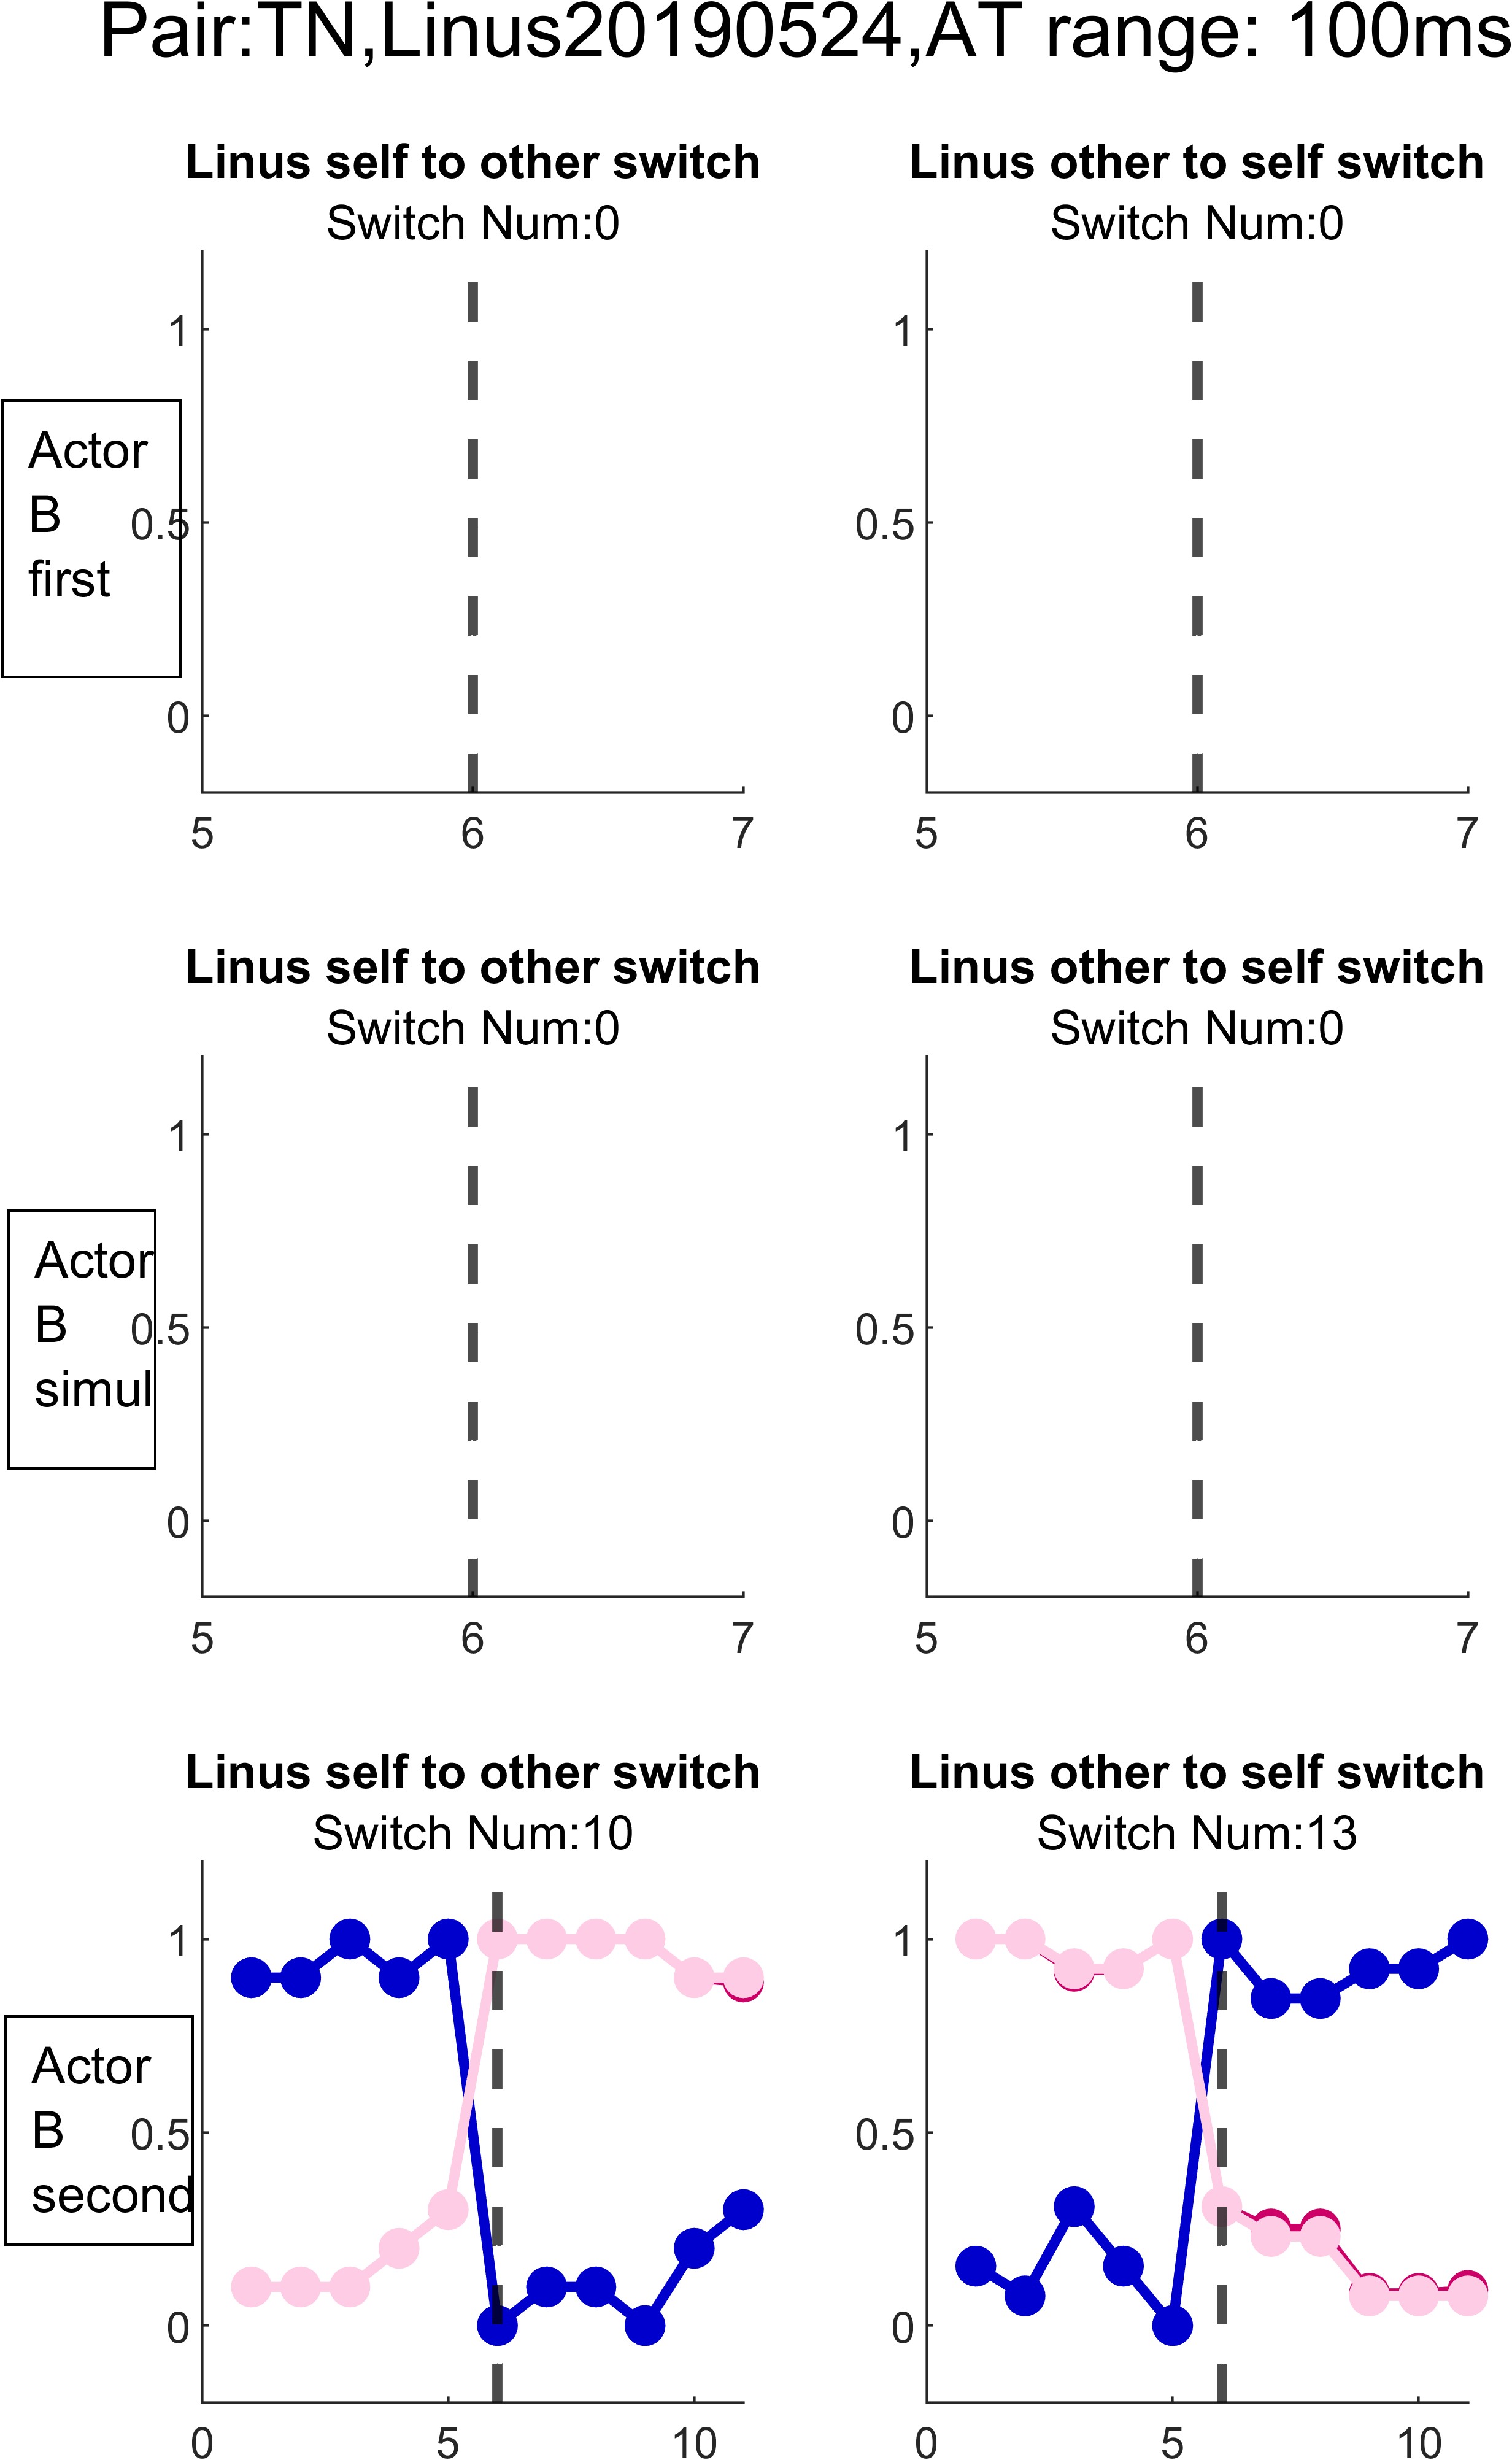 Pair:TN,Linus20190524,AT range: 100ms
Linus self to other switch
Switch Num:0
1
0.5
0
5 6 7
Linus other to self switch
Switch Num:0
1
0.5
0
5 6 7
Actor
B
first
Linus self to other switch
Switch Num:0
1
0.5
0
5 6 7
Linus other to self switch
Switch Num:0
1
0.5
0
5 6 7
Actor
B
simul
Linus self to other switch
Switch Num:10
1
0.5
0
0 5 10
Linus other to self switch
Switch Num:13
1
0.5
0
0 5 10
Actor
B
second